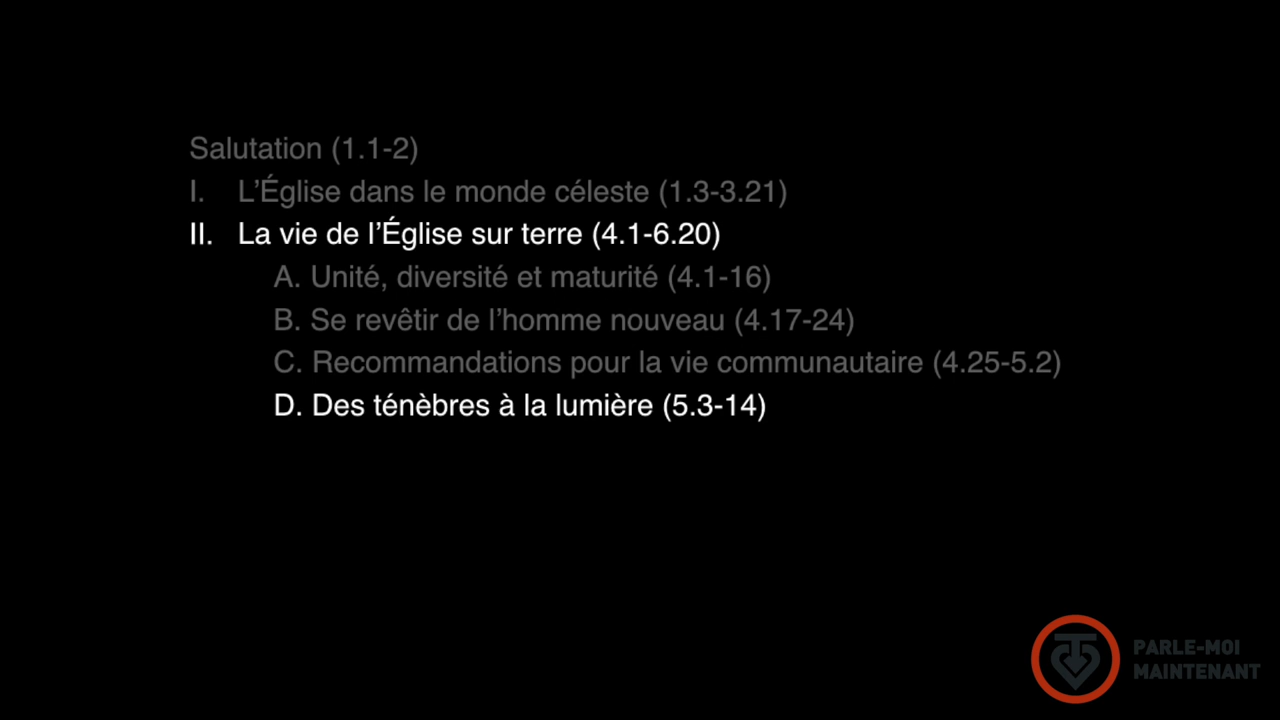 Salutation (1.1-2)
I. L’Église dans le monde céleste (1.3-3.21)
II. La vie de l’Église sur terre (4.1-6.20)
A. Unité, diversité et maturité (4.1-16)
B. Se revêtir de l’homme nouveau (4.17-24)
C. Recommandations pour la vie communautaire (4.25-5.2)
D. Des ténèbres à la lumière (5.3-14)
PARLE-MOI
MAINTENANT